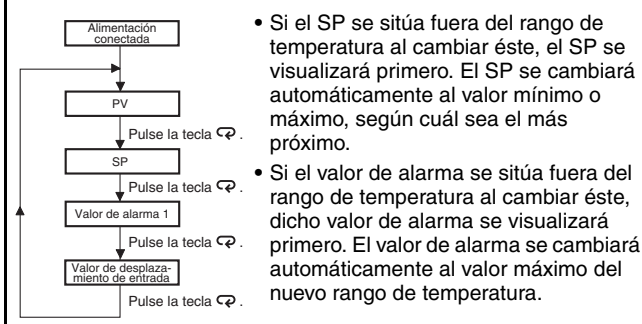 Alimentación
conectada
PV
Pulse la tecla .
SP
Pulse la tecla .
Valor de alarma 1
Pulse la tecla .
Valor de desplaza-
miento de entrada
Pulse la tecla .
• Si el SP se sitúa fuera del rango de
temperatura al cambiar éste, el SP se
visualizará primero. El SP se cambiará
automáticamente al valor mínimo o
máximo, según cuál sea el más
próximo.
• Si el valor de alarma se sitúa fuera del
rango de temperatura al cambiar éste,
dicho valor de alarma se visualizará
primero. El valor de alarma se cambiará
automáticamente al valor máximo del
nuevo rango de temperatura.